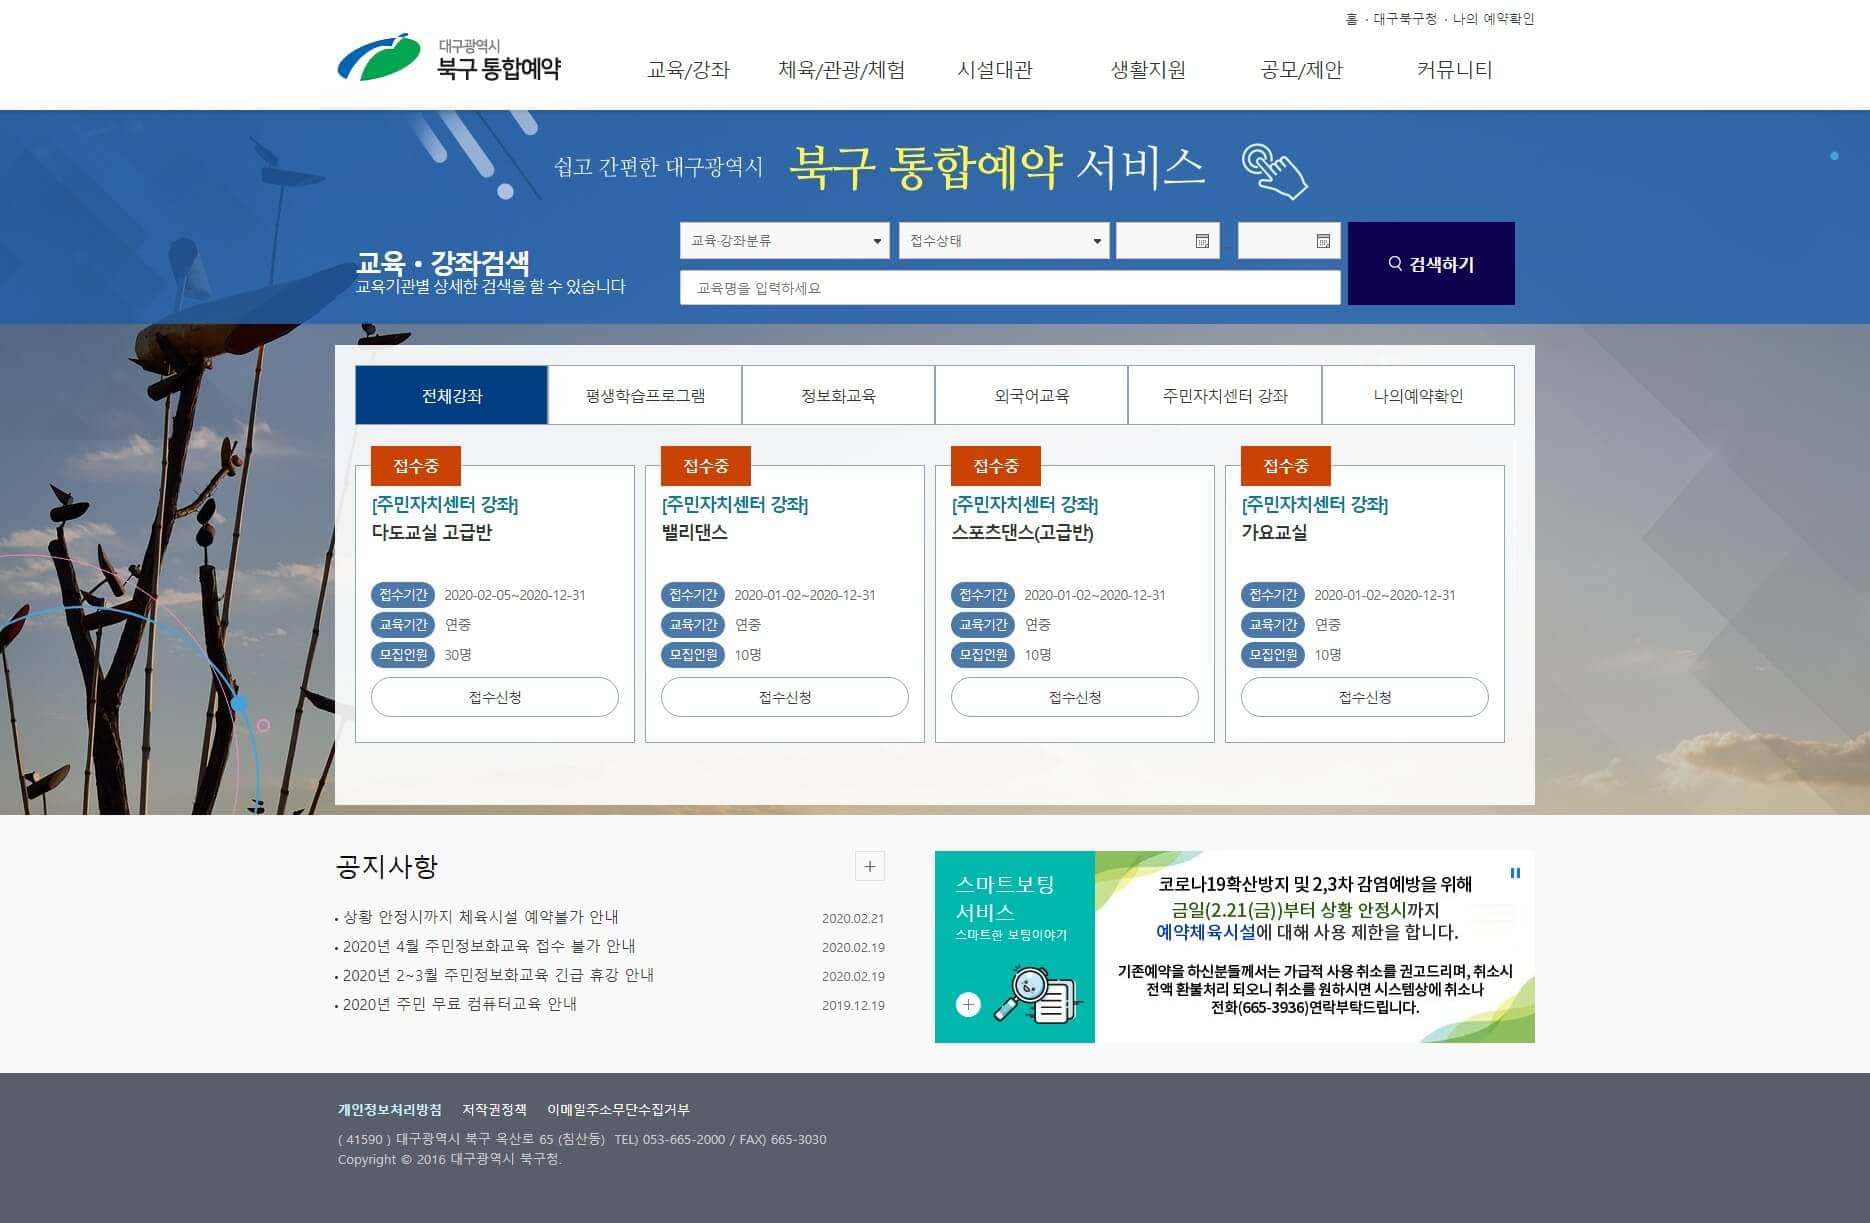 홈 · 대구북구청 · 나의 예약확인
대구광역시
북구 통합예약
교육/강좌 체육/관광/체험 시설대관 생활지원 공모/제안 커뮤니티
쉽고 간편한 대구광역시 북구 통합예약 서비스
교육 · 강좌검색
교육기관별 상세한 검색을 할 수 있습니다
교육·강좌분류 접수상태
교육명을 입력하세요
검색하기
전체강좌 평생학습프로그램 정보화교육 외국어교육 주민자치센터 강좌 나의예약확인
접수중
[주민자치센터 강좌]
다도교실 고급반
접수기간 2020-02-05~2020-12-31
교육기간 연중
모집인원 30명
접수신청
접수중
[주민자치센터 강좌]
밸리댄스
접수기간 2020-01-02~2020-12-31
교육기간 연중
모집인원 10명
접수신청
접수중
[주민자치센터 강좌]
스포츠댄스(고급반)
접수기간 2020-01-02~2020-12-31
교육기간 연중
모집인원 10명
접수신청
접수중
[주민자치센터 강좌]
가요교실
접수기간 2020-01-02~2020-12-31
교육기간 연중
모집인원 10명
접수신청
공지사항
· 상황 안정시까지 체육시설 예약불가 안내 2020.02.21
· 2020년 4월 주민정보화교육 접수 불가 안내 2020.02.19
· 2020년 2~3월 주민정보화교육 긴급 휴강 안내 2020.02.19
· 2020년 주민 무료 컴퓨터교육 안내 2019.12.19
스마트보팅
서비스
스마트한 보팅이야기
코로나19확산방지 및 2,3차 감염예방을 위해
금일(2.21(금))부터 상황 안정시까지
예약체육시설에 대해 사용 제한을 합니다.
기존예약을 하신분들께서는 가급적 사용 취소를 권고드리며, 취소시
전액 환불처리 되오니 취소를 원하시면 시스템상에 취소나
전화(665-3936)연락부탁드립니다.
개인정보처리방침 저작권정책 이메일주소무단수집거부
( 41590 ) 대구광역시 북구 옥산로 65 (침산동) TEL) 053-665-2000 / FAX) 665-3030
Copyright © 2016 대구광역시 북구청.